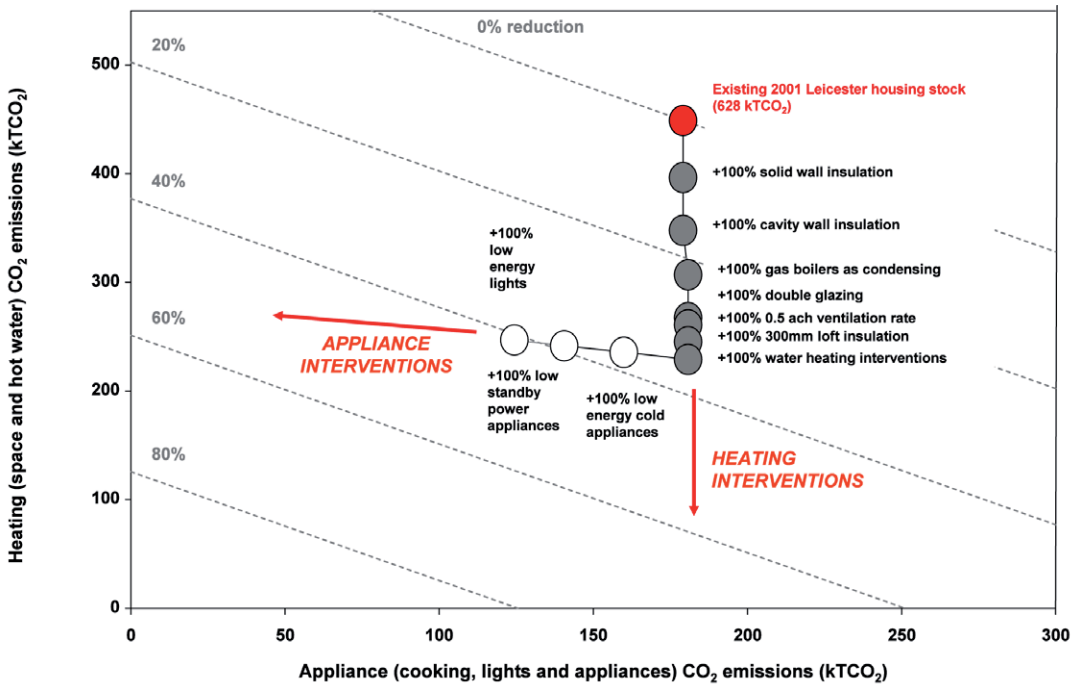 Heating (space and hot water) CO₂ emissions (kTCO₂)
500
400
300
200
100
0
20%
40%
60%
80%
0% reduction
Existing 2001 Leicester housing stock
(628 kTCO₂)
+100% solid wall insulation
+100% cavity wall insulation
+100% gas boilers as condensing
+100% double glazing
+100% 0.5 ach ventilation rate
+100% 300mm loft insulation
+100% water heating interventions
+100%
low
energy
lights
APPLIANCE
INTERVENTIONS
+100% low
standby
power
appliances
+100% low
energy cold
appliances
HEATING
INTERVENTIONS
0
50
100
150
200
250
300
Appliance (cooking, lights and appliances) CO₂ emissions (kTCO₂)